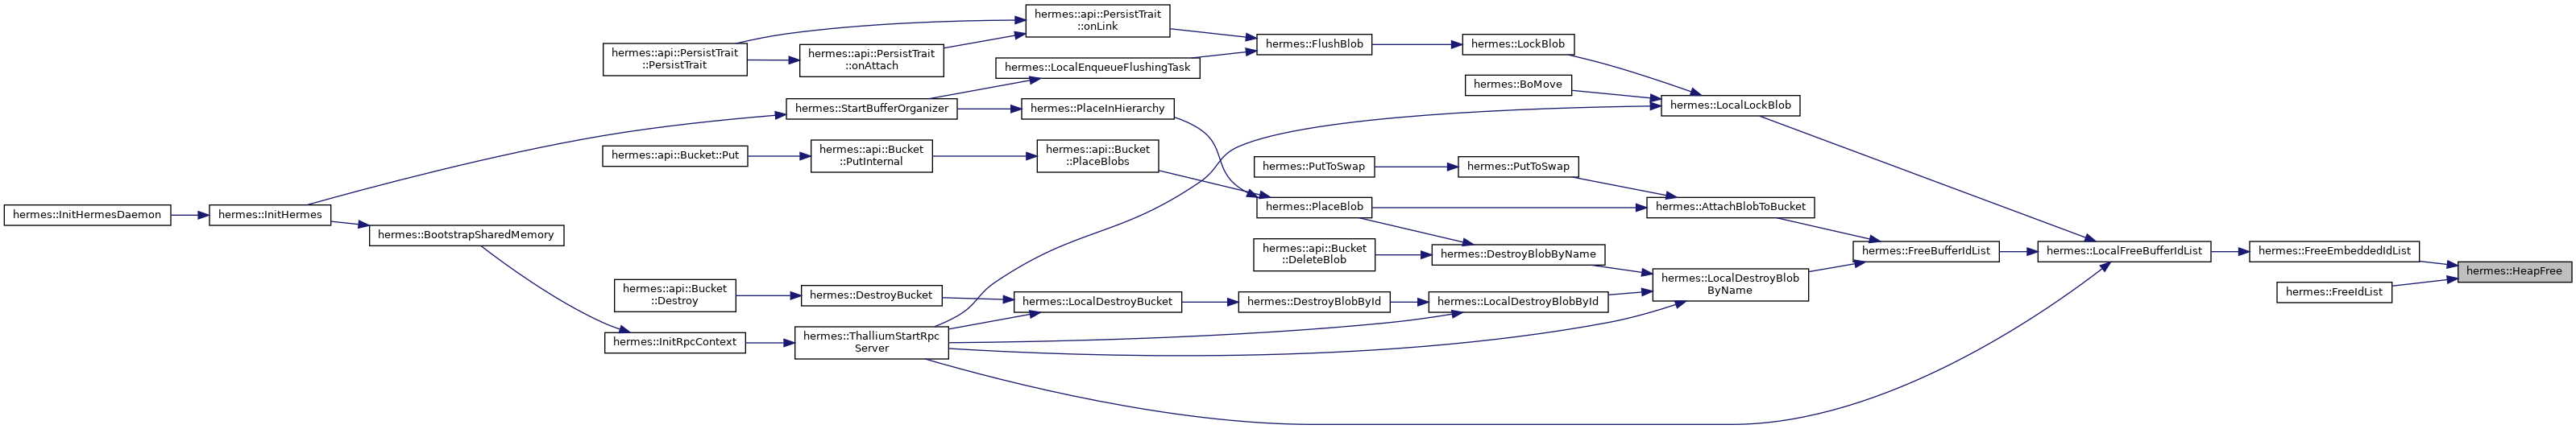 hermes::api::PersistTrait
::onLink
hermes::api::PersistTrait
::PersistTrait
hermes::api::PersistTrait
::onAttach
hermes::FlushBlob
hermes::LockBlob
hermes::LocalEnqueueFlushingTask
hermes::BoMove
hermes::StartBufferOrganizer
hermes::PlaceInHierarchy
hermes::LocalLockBlob
hermes::api::Bucket::Put
hermes::api::Bucket
::PutInternal
hermes::api::Bucket
::PlaceBlobs
hermes::PutToSwap
hermes::PutToSwap
hermes::InitHermesDaemon
hermes::InitHermes
hermes::PlaceBlob
hermes::AttachBlobToBucket
hermes::BootstrapSharedMemory
hermes::api::Bucket
::DeleteBlob
hermes::DestroyBlobByName
hermes::FreeBufferIdList
hermes::LocalFreeBufferIdList
hermes::FreeEmbeddedIdList
hermes::HeapFree
hermes::LocalDestroyBlob
ByName
hermes::FreeIdList
hermes::api::Bucket
::Destroy
hermes::DestroyBucket
hermes::LocalDestroyBucket
hermes::DestroyBlobById
hermes::LocalDestroyBlobById
hermes::InitRpcContext
hermes::ThalliumStartRpc
Server